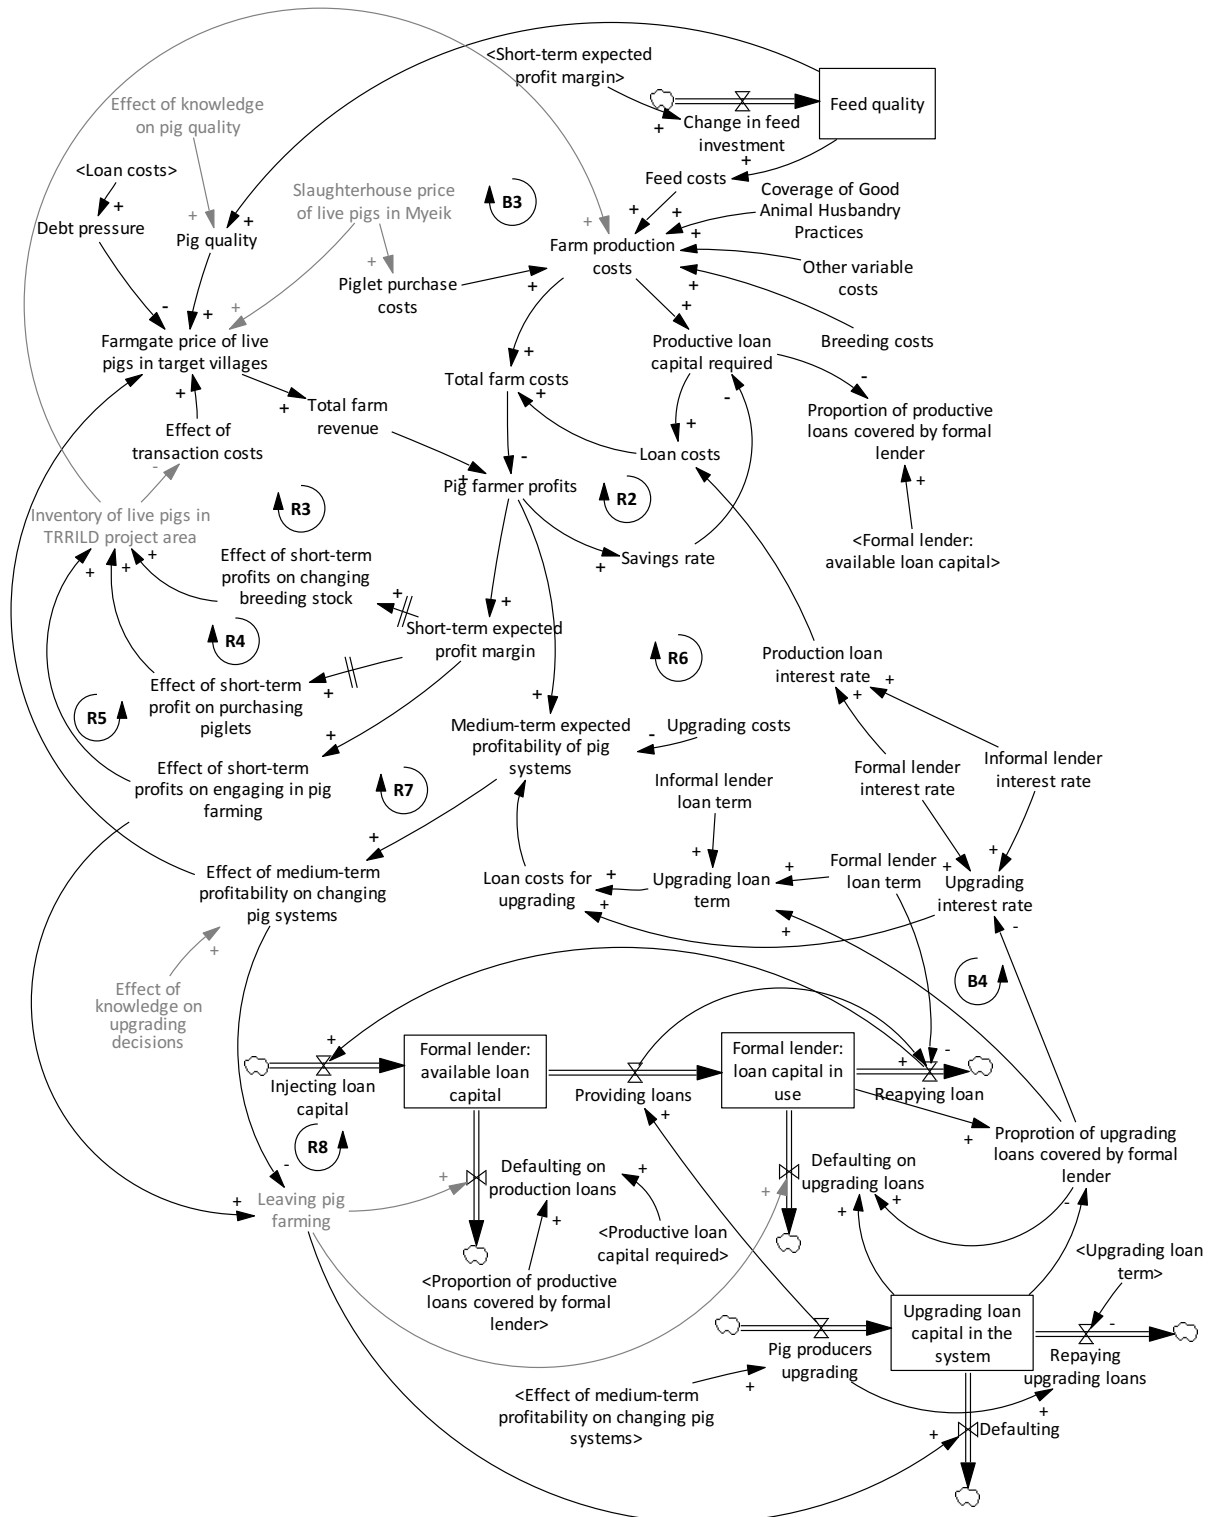 <Short-term expected
profit margin>
Feed quality
Change in feed
investment
Effect of knowledge
on pig quality
<Loan costs>
Debt pressure
Pig quality
Slaughterhouse price
of live pigs in Myeik
B3
Feed costs
Coverage of Good
Animal Husbandry
Practices
Farm production
costs
Other variable
costs
Piglet purchase
costs
Breeding costs
Farmgate price of live
pigs in target villages
Productive loan
capital required
Total farm costs
Total farm
revenue
Proportion of productive
loans covered by formal
lender
Effect of
transaction costs
Loan costs
Pig farmer profits
R2
R3
Inventory of live pigs in
TRRILD project area
<Formal lender:
available loan capital>
Savings rate
Effect of short-term
profits on changing
breeding stock
Short-term expected
profit margin
R4
R6
Production loan
interest rate
Effect of short-term
profit on purchasing
piglets
R5
Medium-term expected
profitability of pig
systems
Upgrading costs
Effect of short-term
profits on engaging in pig
farming
R7
Informal lender
loan term
Formal lender
interest rate
Informal lender
interest rate
Effect of medium-term
profitability on changing
pig systems
Loan costs for
upgrading
Upgrading loan
term
Formal lender
loan term
Upgrading
interest rate
Effect of
knowledge on
upgrading
decisions
B4
Injecting loan
capital
Formal lender:
available loan
capital
Providing loans
Formal lender:
loan capital in
use
Reapying loan
R8
Proprotion of upgrading
loans covered by formal
lender
Defaulting on
production loans
Defaulting on
upgrading loans
Leaving pig
farming
<Productive loan
capital required>
<Proportion of productive
loans covered by formal
lender>
<Upgrading loan
term>
Upgrading loan
capital in the
system
Pig producers
upgrading
Repaying
upgrading loans
<Effect of medium-term
profitability on changing pig
systems>
Defaulting